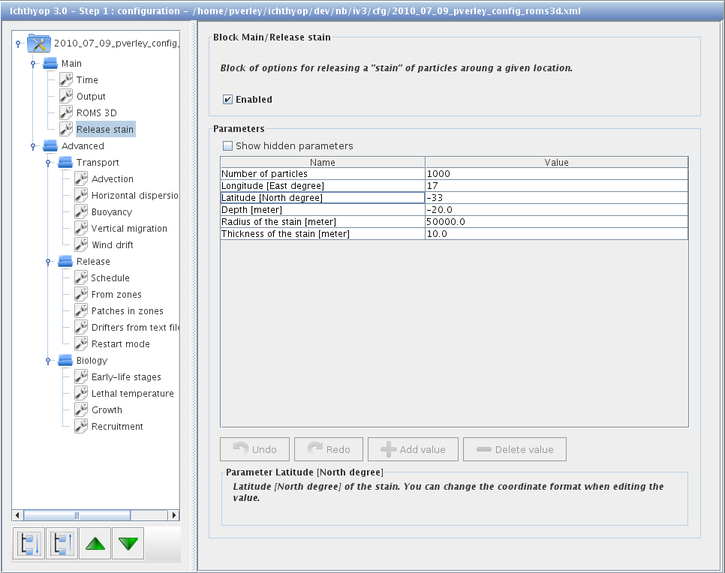 Ichthyop 3.0 - Step 1 : configuration - /home/pverley/ichthyop/dev/nb/iv3/cfg/2010_07_09_pverley_config_roms3d.xml
2010_07_09_pverley_config_
Main
Time
Output
ROMS 3D
Release stain
Advanced
Transport
Advection
Horizontal dispersio
Buoyancy
Vertical migration
Wind drift
Release
Schedule
From zones
Patches in zones
Drifters from text file
Restart mode
Biology
Early-life stages
Lethal temperature
Growth
Recruitment
Block Main/Release stain
Block of options for releasing a "stain" of particles aroung a given location.
Enabled
Parameters
Show hidden parameters
Name Value
Number of particles 1000
Longitude [East degree] 17
Latitude [North degree] -33
Depth [meter] -20.0
Radius of the stain [meter] 50000.0
Thickness of the stain [meter] 10.0
Undo Redo Add value Delete value
Parameter Latitude [North degree]
Latitude [North degree] of the stain. You can change the coordinate format when editing the
value.